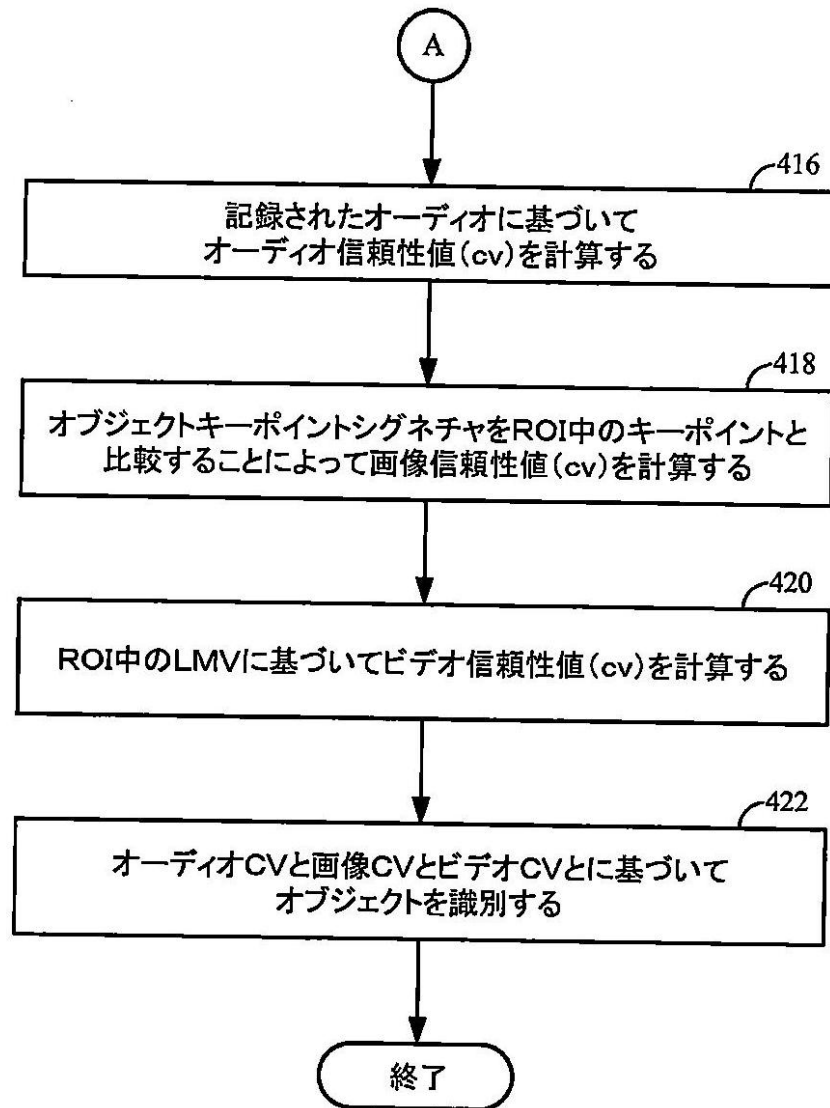 A
416
記録されたオーディオに基づいて
オーディオ信頼性値(cv)を計算する
418
オブジェクトキーポイントシグネチャをROI中のキーポイントと
比較することによって画像信頼性値(cv)を計算する
420
ROI中のLMVに基づいてビデオ信頼性値(cv)を計算する
422
オーディオCVと画像CVとビデオCVとに基づいて
オブジェクトを識別する
終了